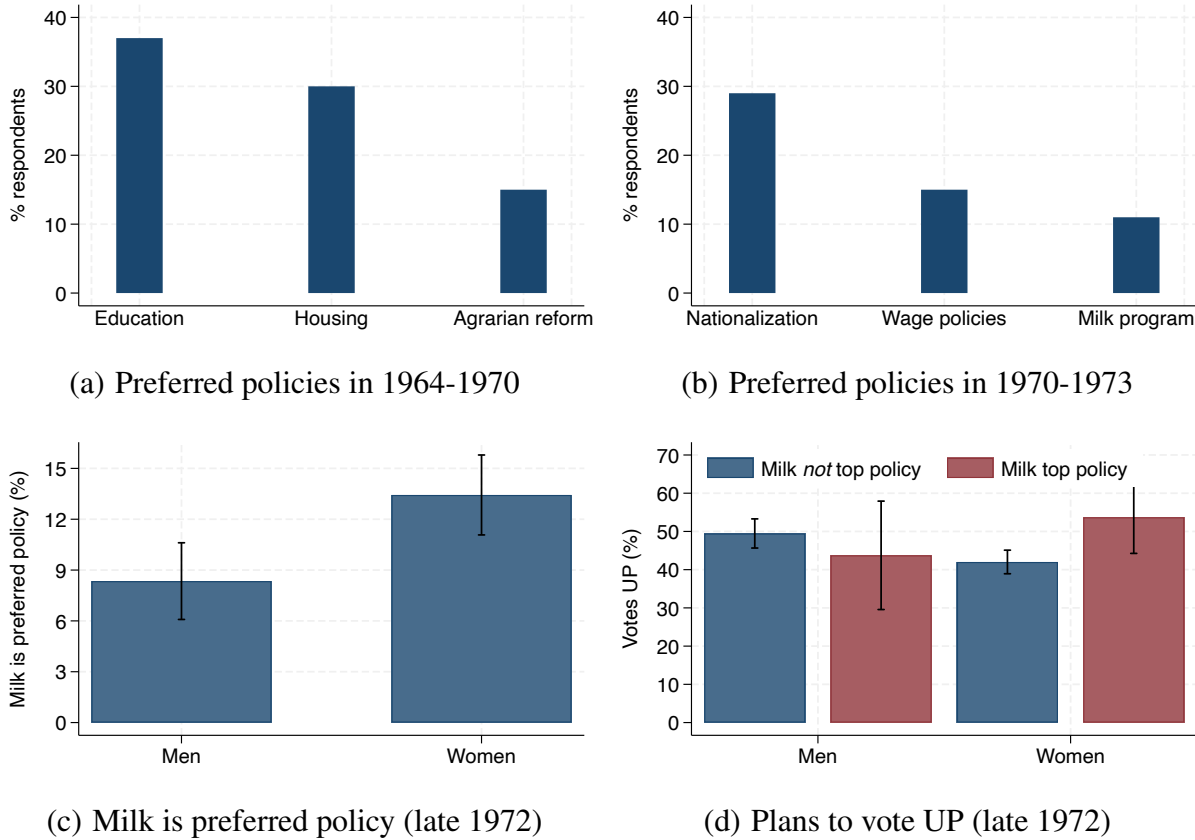 40
30
20
10
0
% respondents
Education Housing Agrarian reform
(a) Preferred policies in 1964-1970
40
30
20
10
0
% respondents
Nationalization Wage policies Milk program
(b) Preferred policies in 1970-1973
15
12
9
6
3
0
Milk is preferred policy (%)
Men Women
(c) Milk is preferred policy (late 1972)
70
60
50
40
30
20
10
0
Votes UP (%)
Milk not top policy Milk top policy
Men Women
(d) Plans to vote UP (late 1972)